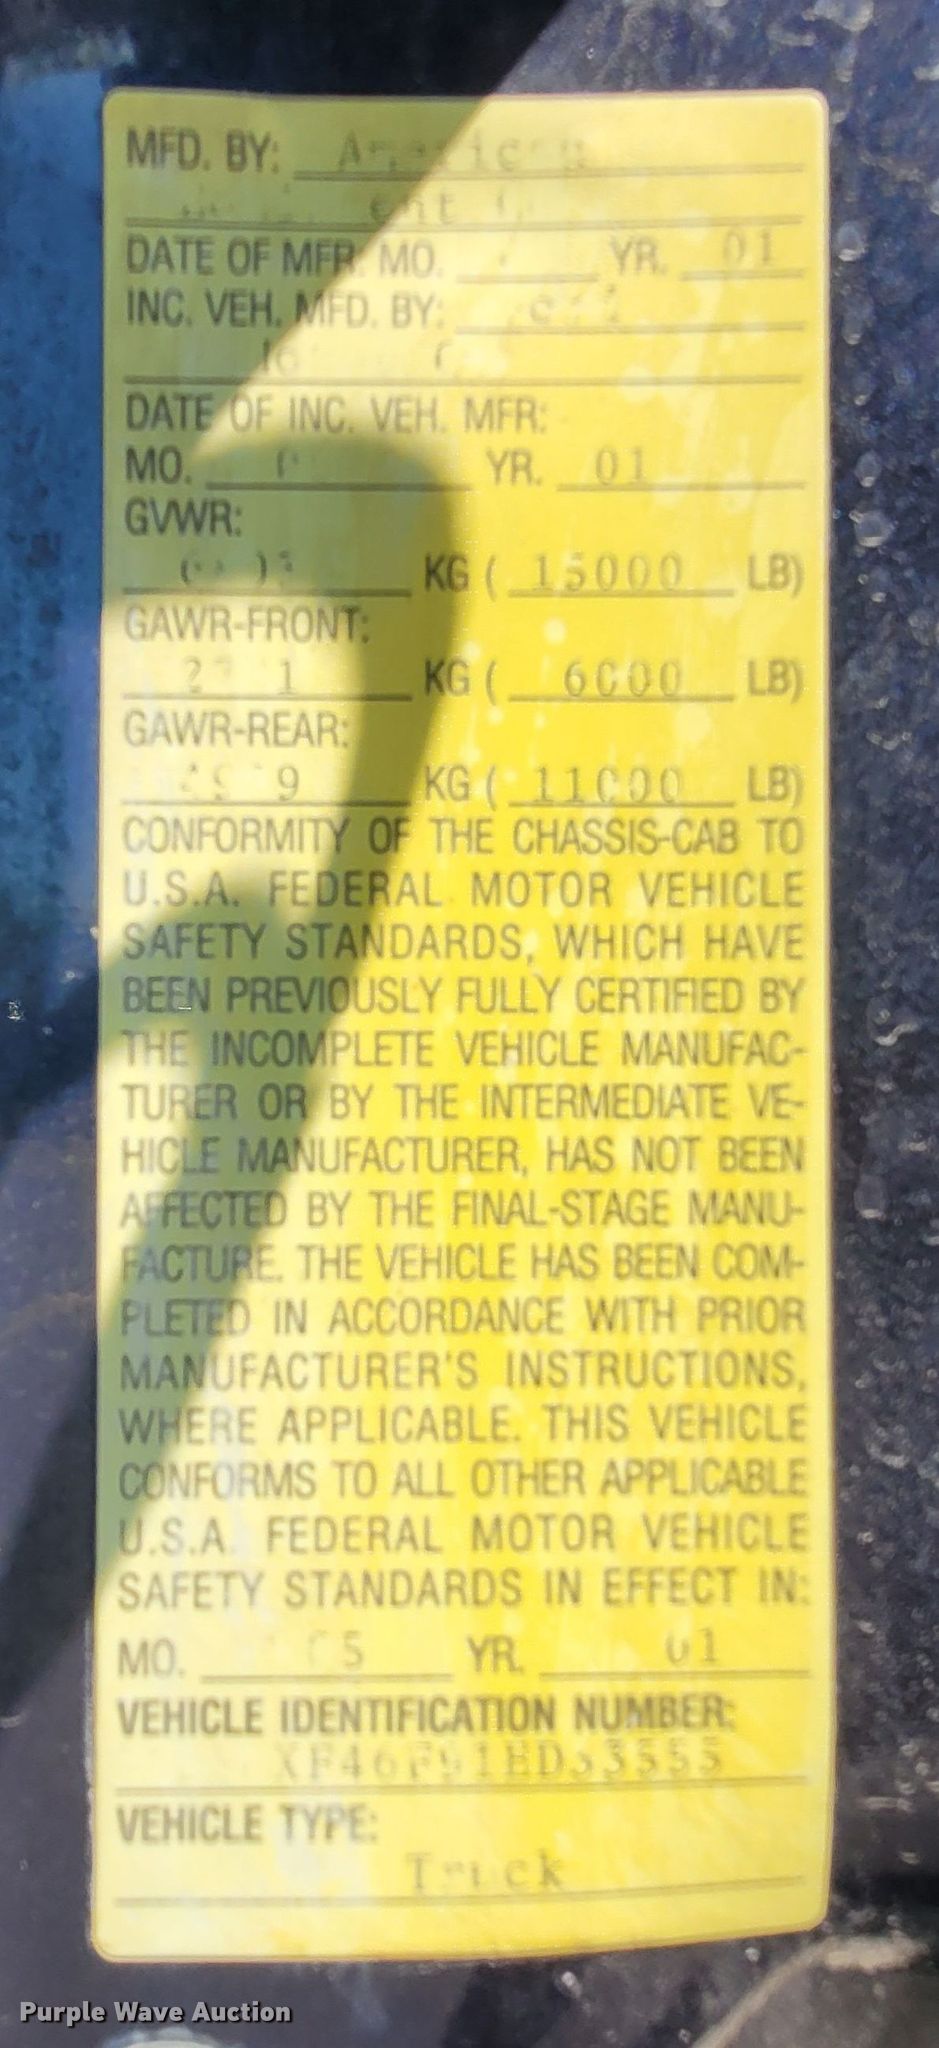 MFD. BY: American
DATE OF MFR. MO. YR. 01
INC. VEH. MFD. BY:
DATE OF INC. VEH. MFR:
MO. YR. 01
GVWR:
KG ( 15000 LB)
GAWR-FRONT:
KG ( 6000 LB)
GAWR-REAR:
KG ( 11000 LB)
CONFORMITY OF THE CHASSIS-CAB TO
U.S.A. FEDERAL MOTOR VEHICLE
SAFETY STANDARDS, WHICH HAVE
BEEN PREVIOUSLY FULLY CERTIFIED BY
THE INCOMPLETE VEHICLE MANUFAC-
TURER OR BY THE INTERMEDIATE VE-
HICLE MANUFACTURER, HAS NOT BEEN
AFFECTED BY THE FINAL-STAGE MANU-
FACTURE. THE VEHICLE HAS BEEN COM-
PLETED IN ACCORDANCE WITH PRIOR
MANUFACTURER'S INSTRUCTIONS,
WHERE APPLICABLE. THIS VEHICLE
CONFORMS TO ALL OTHER APPLICABLE
U.S.A. FEDERAL MOTOR VEHICLE
SAFETY STANDARDS IN EFFECT IN:
MO. 05 YR. 01
VEHICLE IDENTIFICATION NUMBER:
VEHICLE TYPE:
Truck
Purple Wave Auction